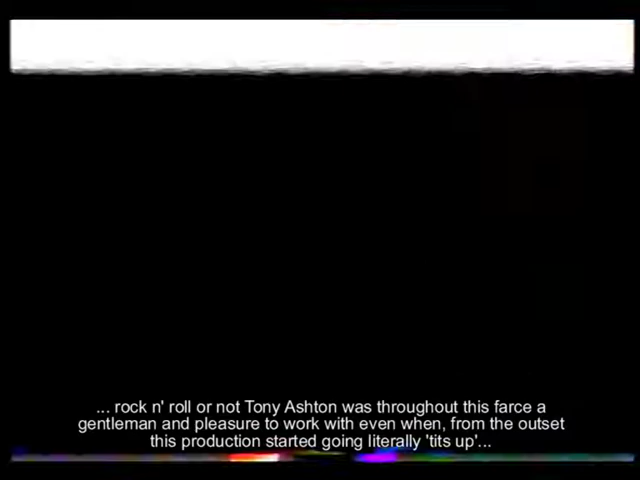 ... rock n' roll or not Tony Ashton was throughout this farce a
gentleman and pleasure to work with even when, from the outset
this production started going literally 'tits up'...